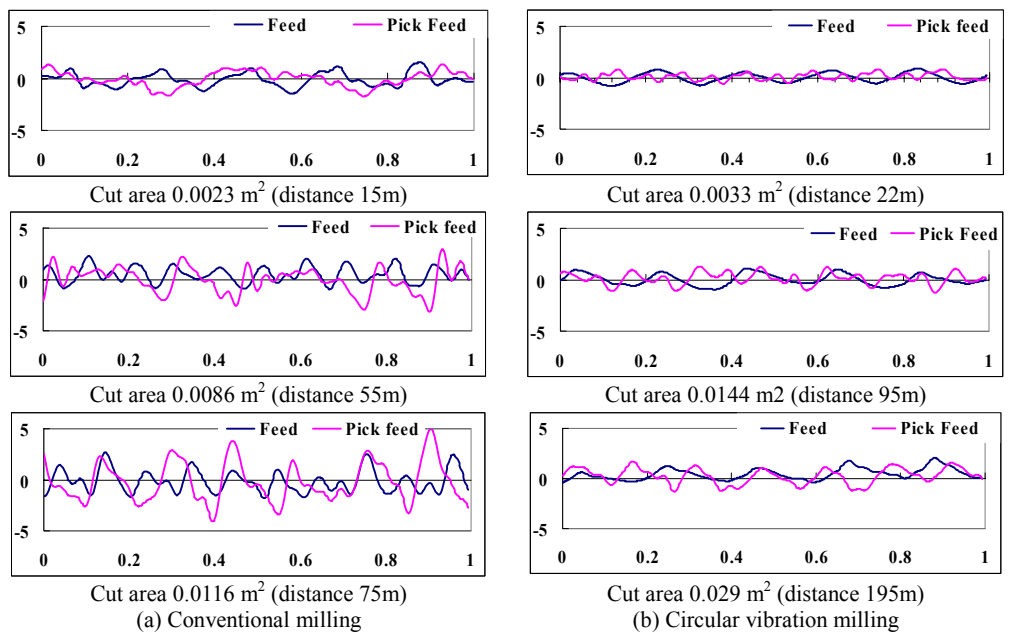 5 Feed Pick Feed
0
-5
0 0.2 0.4 0.6 0.8 1
Cut area 0.0023 m² (distance 15m)
5 Feed Pick feed
0
-5
0 0.2 0.4 0.6 0.8 1
Cut area 0.0086 m² (distance 55m)
5 Feed Pick feed
0
-5
0 0.2 0.4 0.6 0.8 1
Cut area 0.0116 m² (distance 75m)
(a) Conventional milling
5 Feed Pick feed
0
-5
0 0.2 0.4 0.6 0.8 1
Cut area 0.0033 m² (distance 22m)
5 Feed Pick Feed
0
-5
0 0.2 0.4 0.6 0.8 1
Cut area 0.0144 m2 (distance 95m)
5 Feed Pick Feed
0
-5
0 0.2 0.4 0.6 0.8 1
Cut area 0.029 m² (distance 195m)
(b) Circular vibration milling